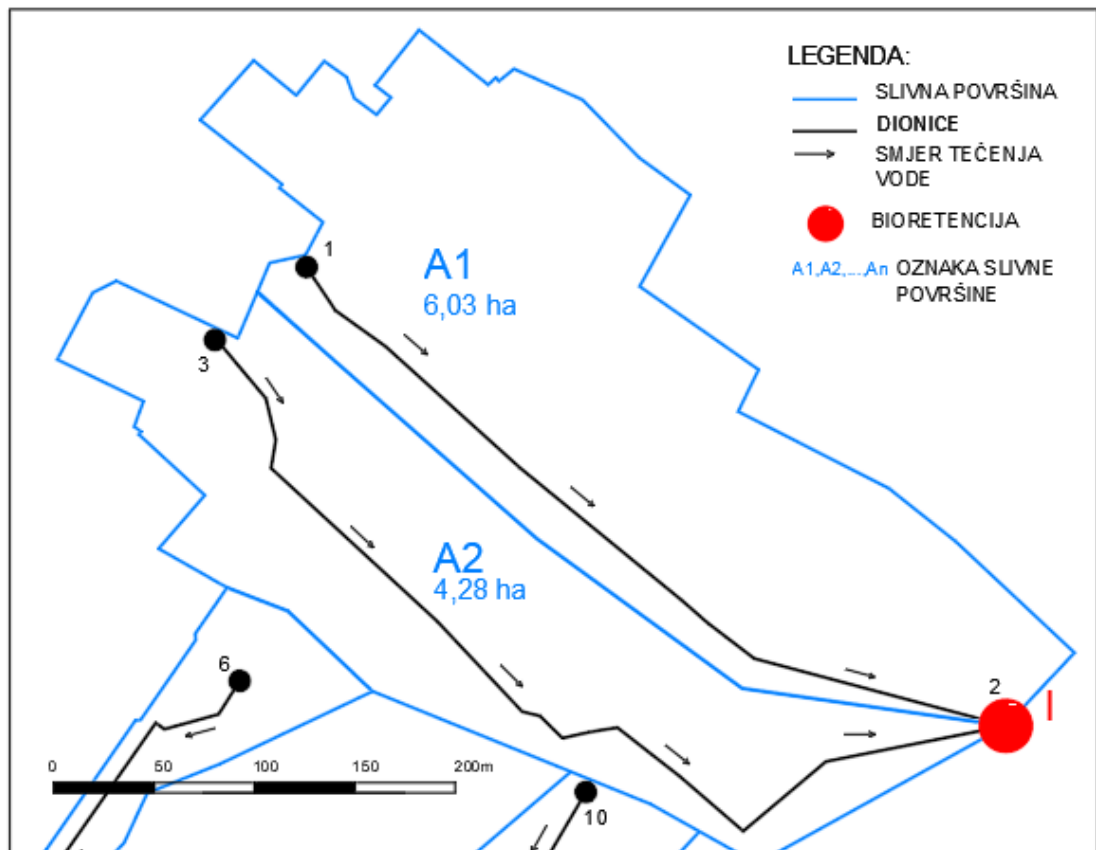 LEGENDA:
SLIVNA POVRŠINA
DIONICE
SMJER TEČENJA
VODE
BIORETENCIJA
A1,A2,....An OZNAKA SLIVNE
POVRŠINE
1
A1
6,03 ha
3
A2
4,28 ha
6
2
I
0 50 100 150 200m
10